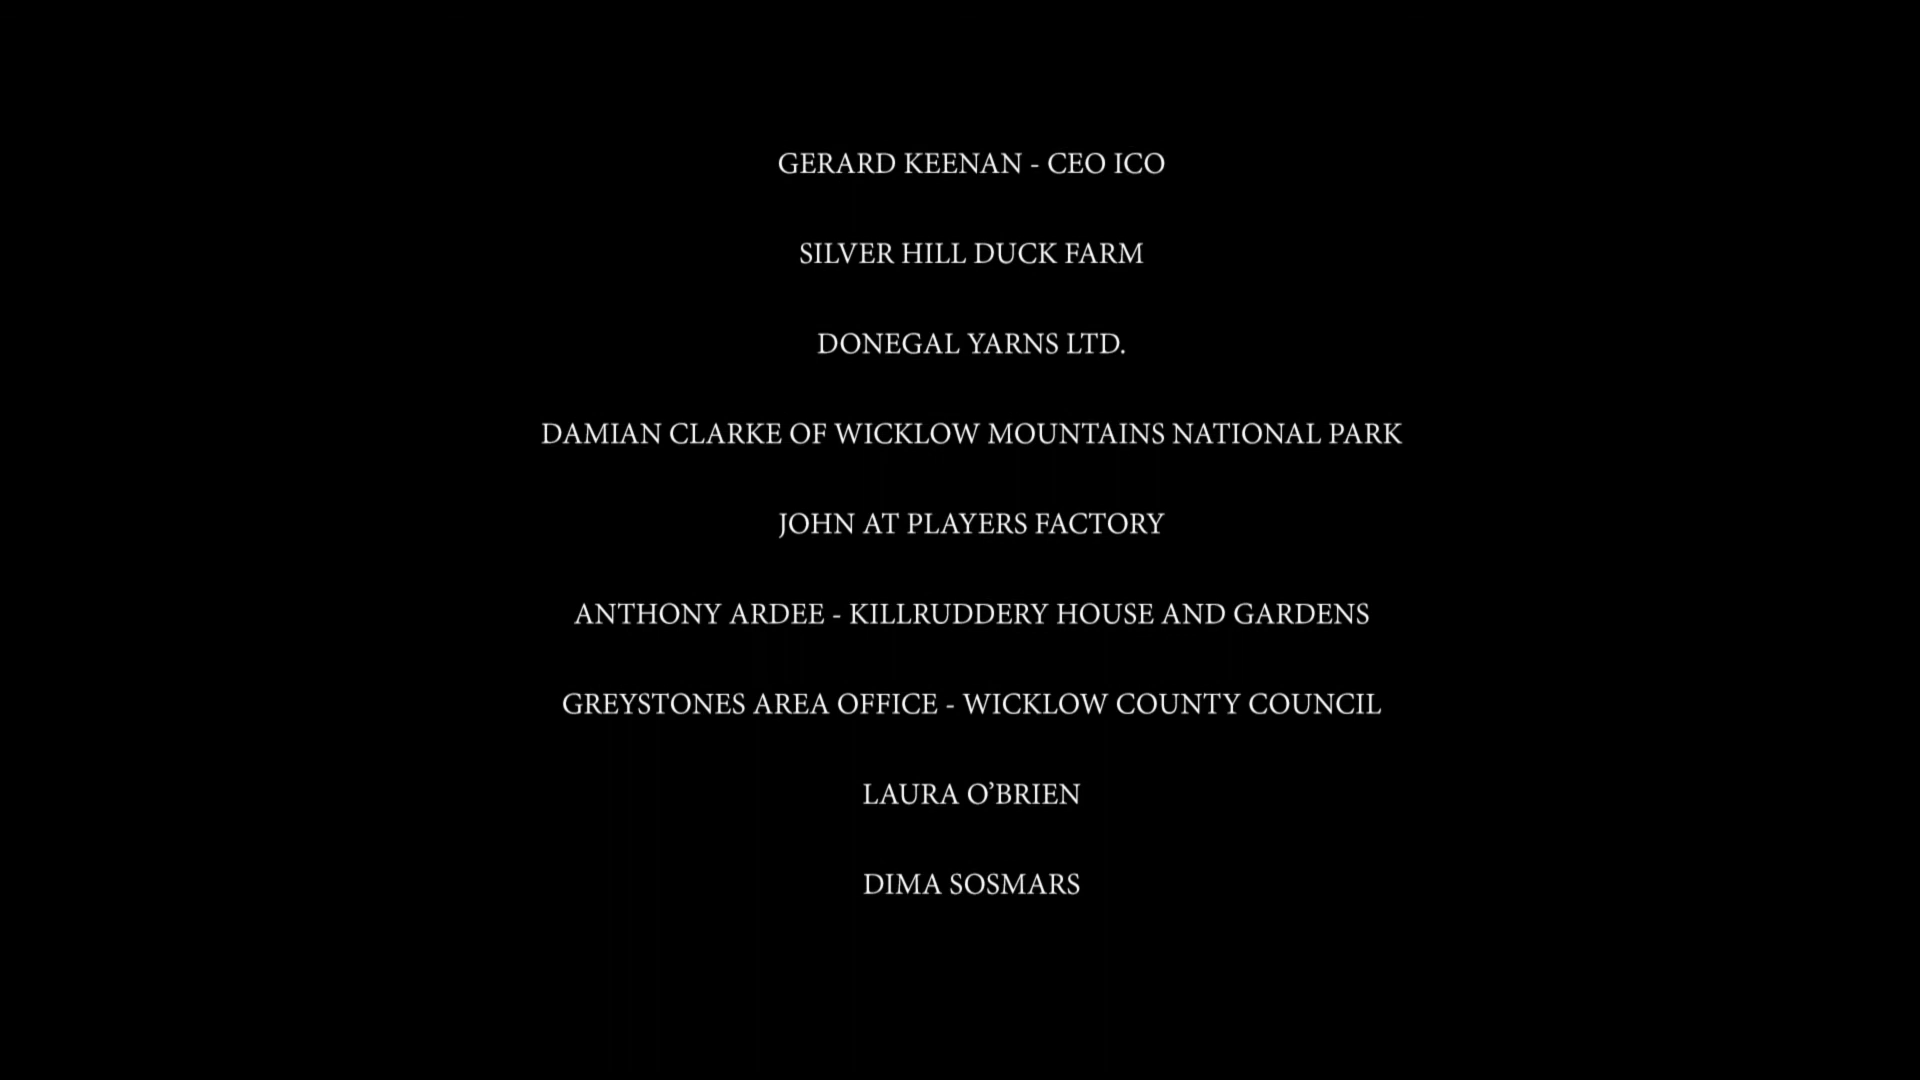 GERARD KEENAN - CEO ICO
SILVER HILL DUCK FARM
DONEGAL YARNS LTD.
DAMIAN CLARKE OF WICKLOW MOUNTAINS NATIONAL PARK
JOHN AT PLAYERS FACTORY
ANTHONY ARDEE - KILLRUDDERY HOUSE AND GARDENS
GREYSTONES AREA OFFICE - WICKLOW COUNTY COUNCIL
LAURA O’BRIEN
DIMA SOSMARS